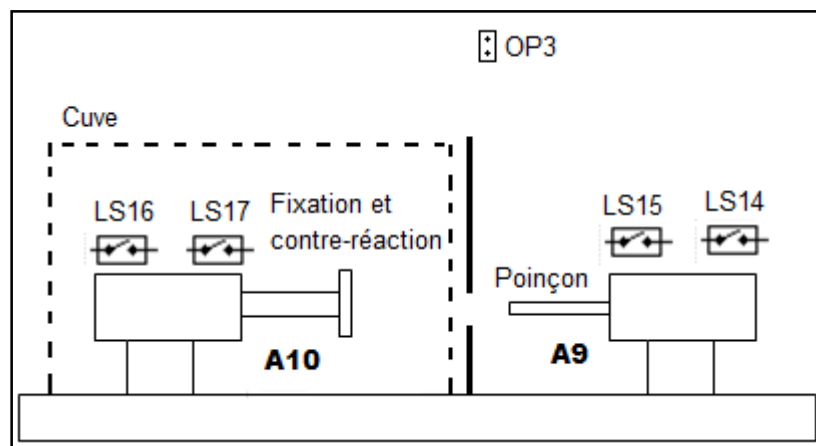 OP3
Cuve
LS16
LS17
Fixation et
contre-réaction
LS15
LS14
Poinçon
A10
A9